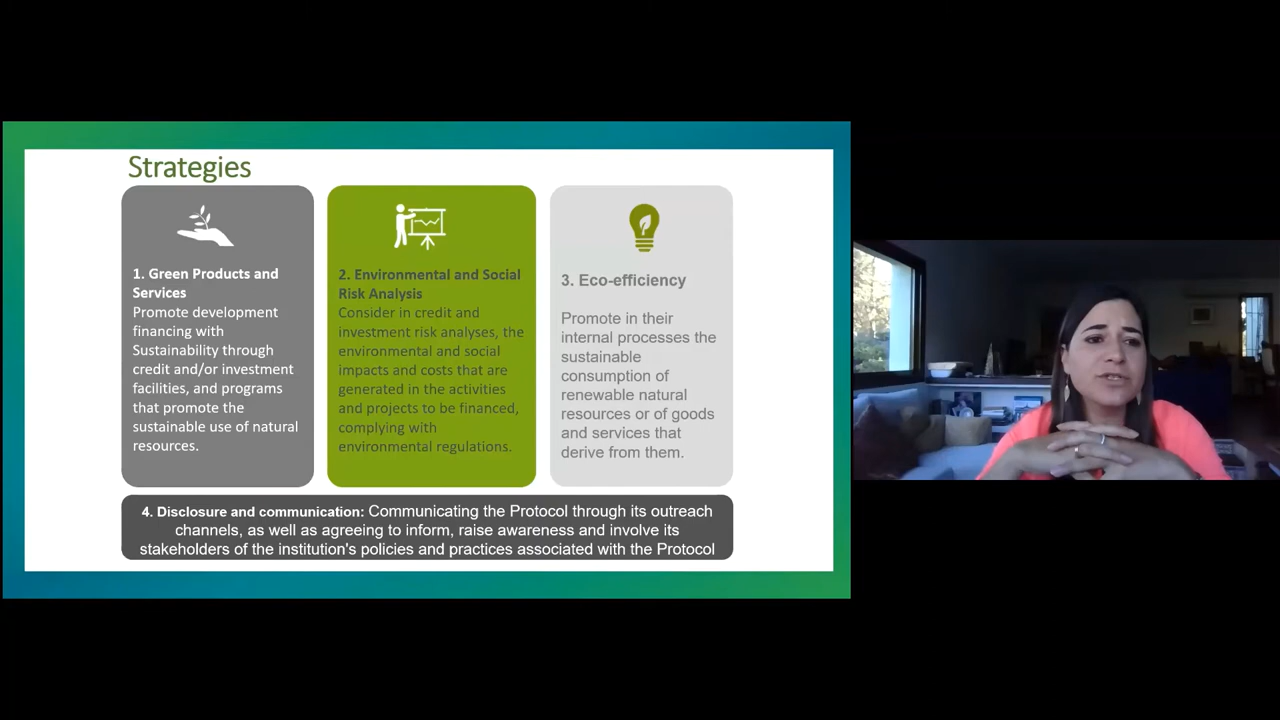 Strategies
1. Green Products and
Services
Promote development
financing with
Sustainability through
credit and/or investment
facilities, and programs
that promote the
sustainable use of natural
resources.
2. Environmental and Social
Risk Analysis
Consider in credit and
investment risk analyses, the
environmental and social
impacts and costs that are
generated in the activities
and projects to be financed,
complying with
environmental regulations.
3. Eco-efficiency
Promote in their
internal processes the
sustainable
consumption of
renewable natural
resources or of goods
and services that
derive from them.
4. Disclosure and communication: Communicating the Protocol through its outreach
channels, as well as agreeing to inform, raise awareness and involve its
stakeholders of the institution's policies and practices associated with the Protocol